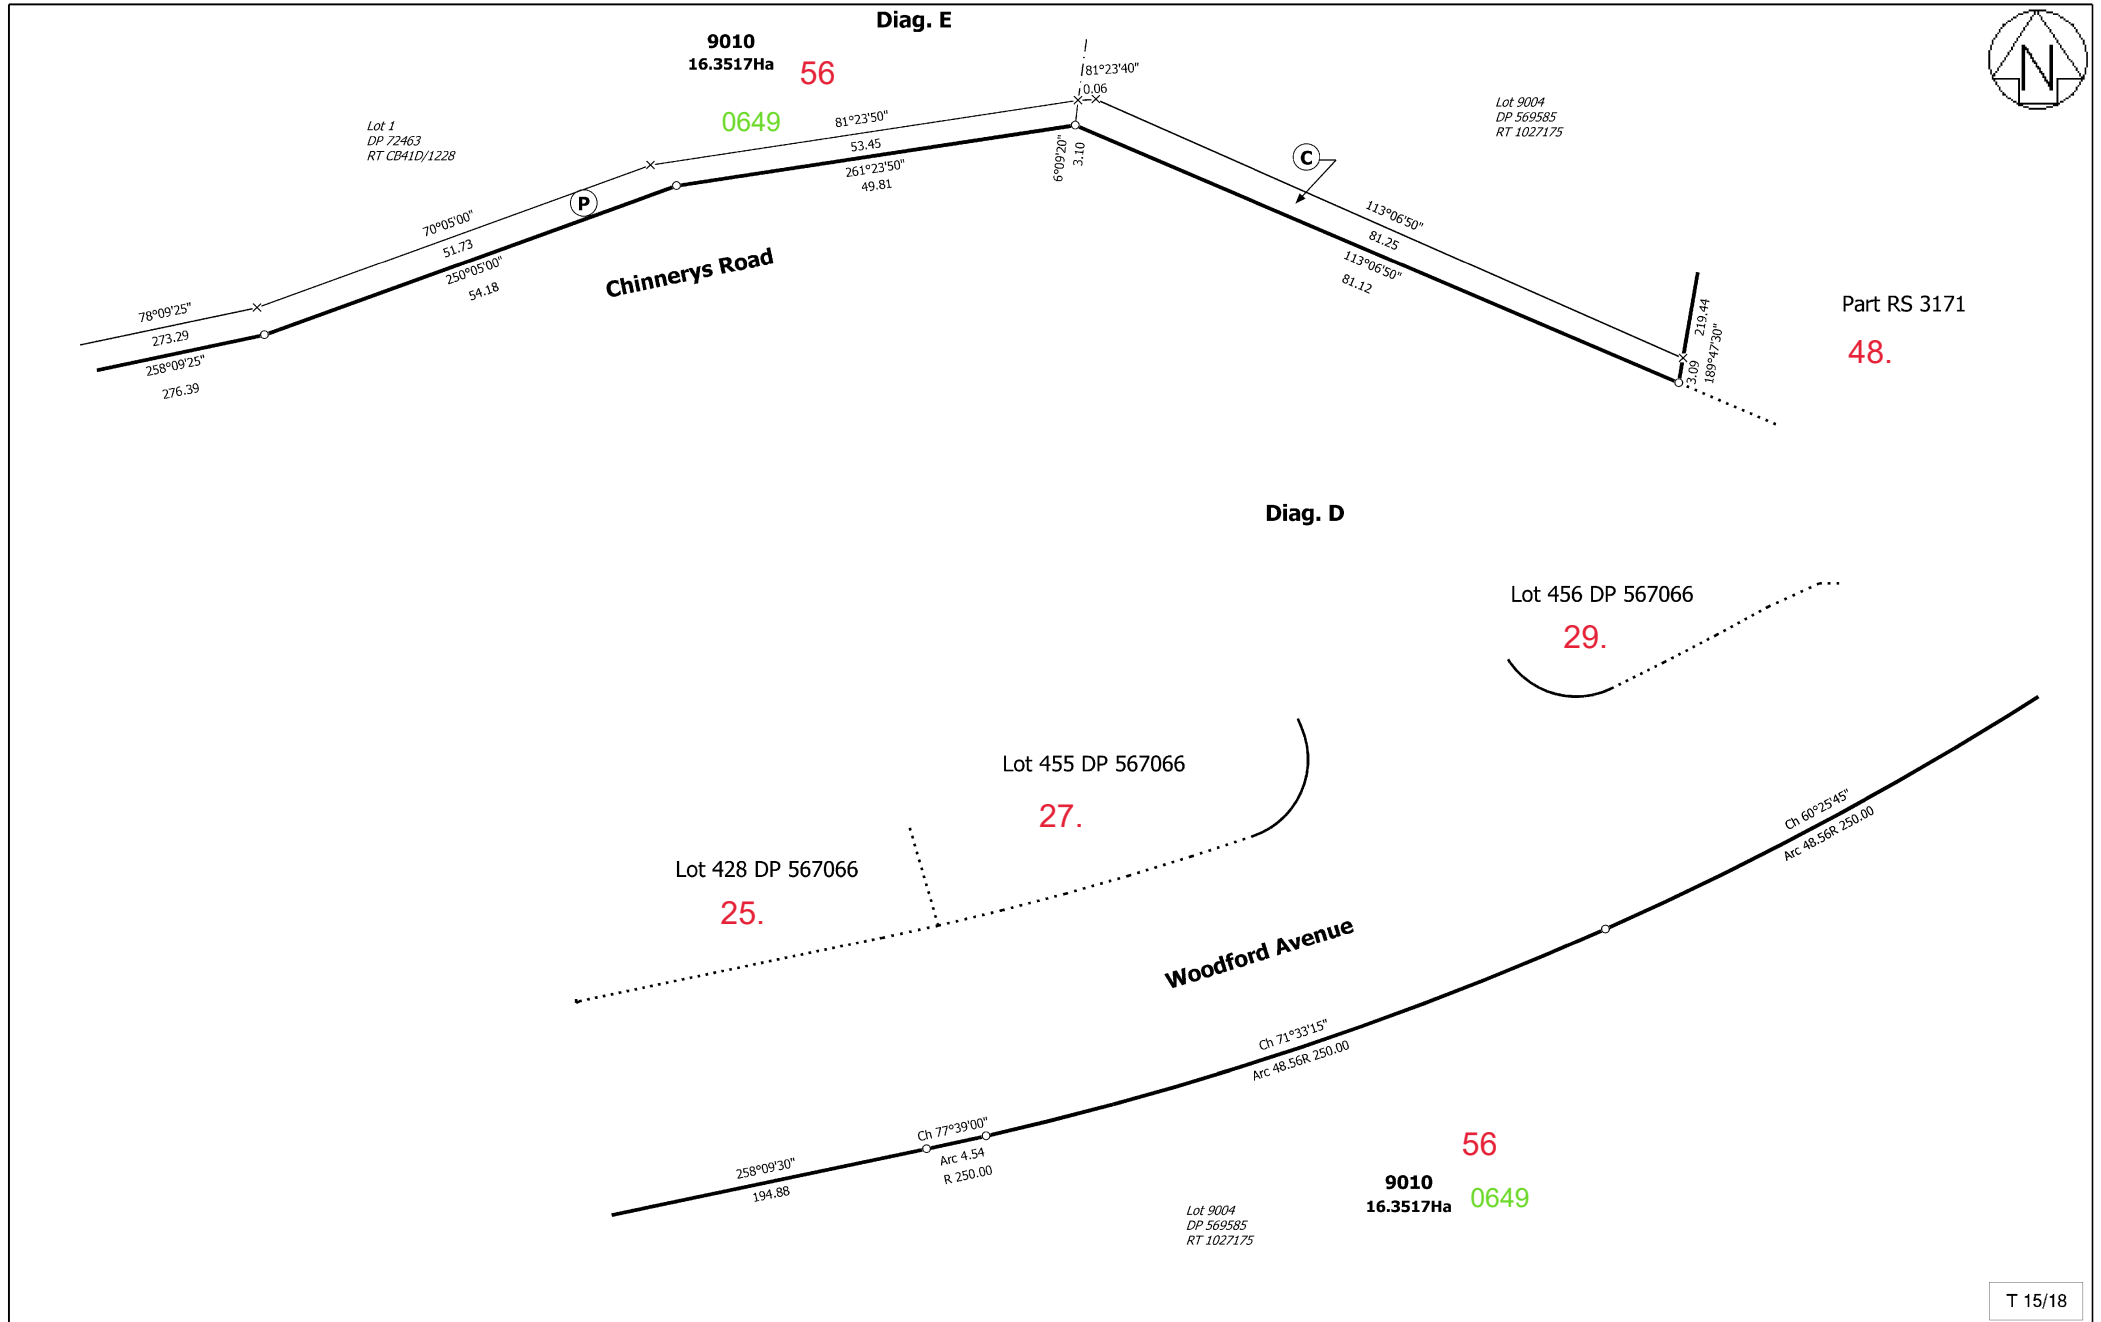 Diag. E
9010
16.3517Ha
56
0649
Lot 1
DP 72463
RT CB41D/1228
81°23'40"
0.06
Lot 9004
DP 569585
RT 1027175
N
81°23'50"
53.45
261°23'50"
49.81
6°09'20"
3.10
C
P
70°05'00"
51.73
250°05'00"
54.18
Chinnerys Road
113°06'50"
81.25
113°06'50"
81.12
78°09'25"
273.29
258°09'25"
276.39
219.44
189°47'30"
3.09
Part RS 3171
48.
Diag. D
Lot 456 DP 567066
29.
Lot 455 DP 567066
27.
Lot 428 DP 567066
25.
Ch 60°25'45"
Arc 48.56R 250.00
Woodford Avenue
Ch 71°33'15"
Arc 48.56R 250.00
Ch 77°39'00"
Arc 4.54
R 250.00
258°09'30"
194.88
56
9010
16.3517Ha
0649
Lot 9004
DP 569585
RT 1027175
T 15/18